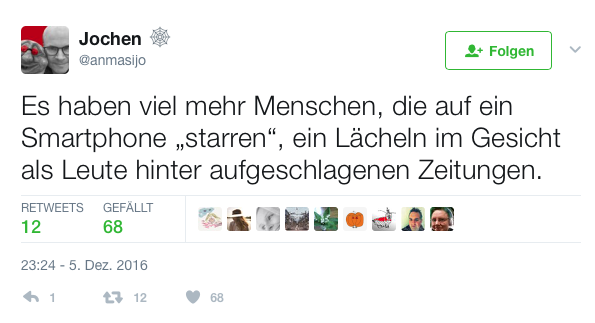 Jochen 🕸
@anmasijo
Folgen
Es haben viel mehr Menschen, die auf ein
Smartphone „starren“, ein Lächeln im Gesicht
als Leute hinter aufgeschlagenen Zeitungen.
RETWEETS GEFÄLLT
12 68
23:24 - 5. Dez. 2016
1 12 68